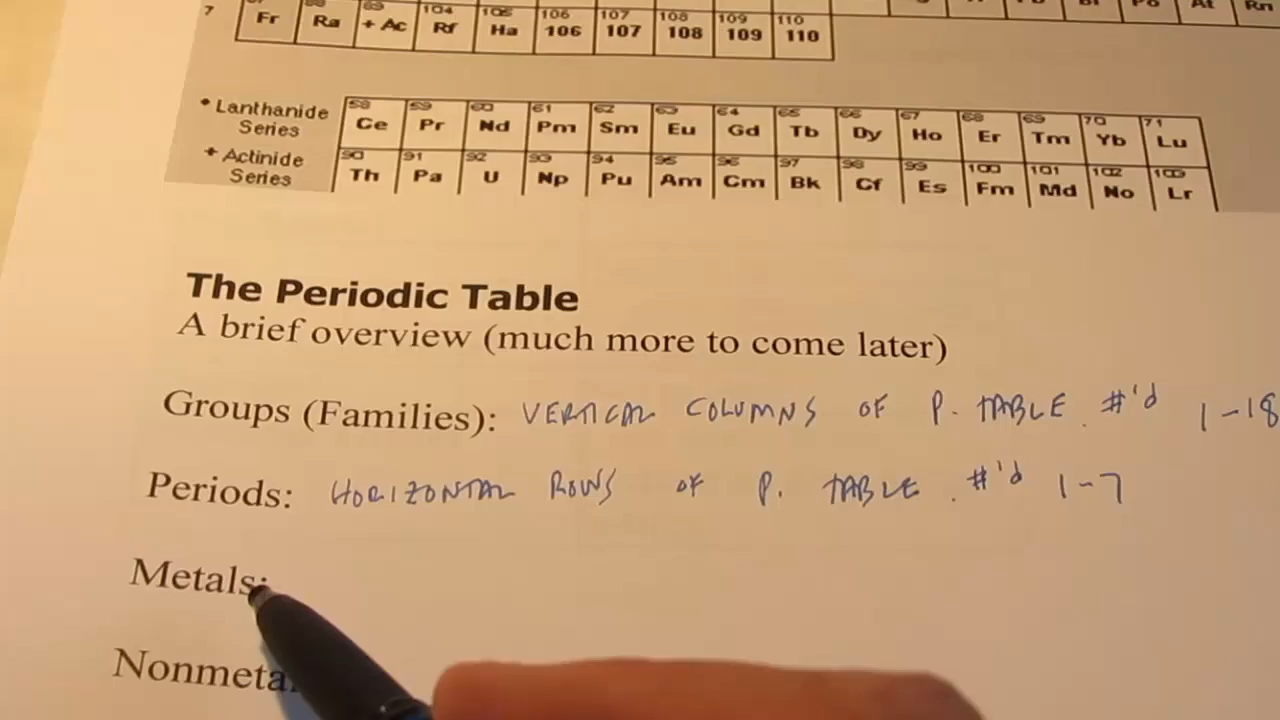 7 Fr Ra + Ac 104 Rf 105 Ha 106 106 107 107 108 108 109 109 110 110 At Rn
* Lanthanide Series 58 Ce 59 Pr 60 Nd 61 Pm 62 Sm 63 Eu 64 Gd 65 Tb 66 Dy 67 Ho 68 Er 69 Tm 70 Yb 71 Lu
+ Actinide Series 90 Th 91 Pa 92 U 93 Np 94 Pu 95 Am 96 Cm 97 Bk 98 Cf 99 Es 100 Fm 101 Md 102 No 103 Lr
The Periodic Table
A brief overview (much more to come later)
Groups (Families): VERTICAL COLUMNS OF P. TABLE. #'d 1-18
Periods: HORIZONTAL ROWS OF P. TABLE. #'d 1-7
Metals:
Nonmeta